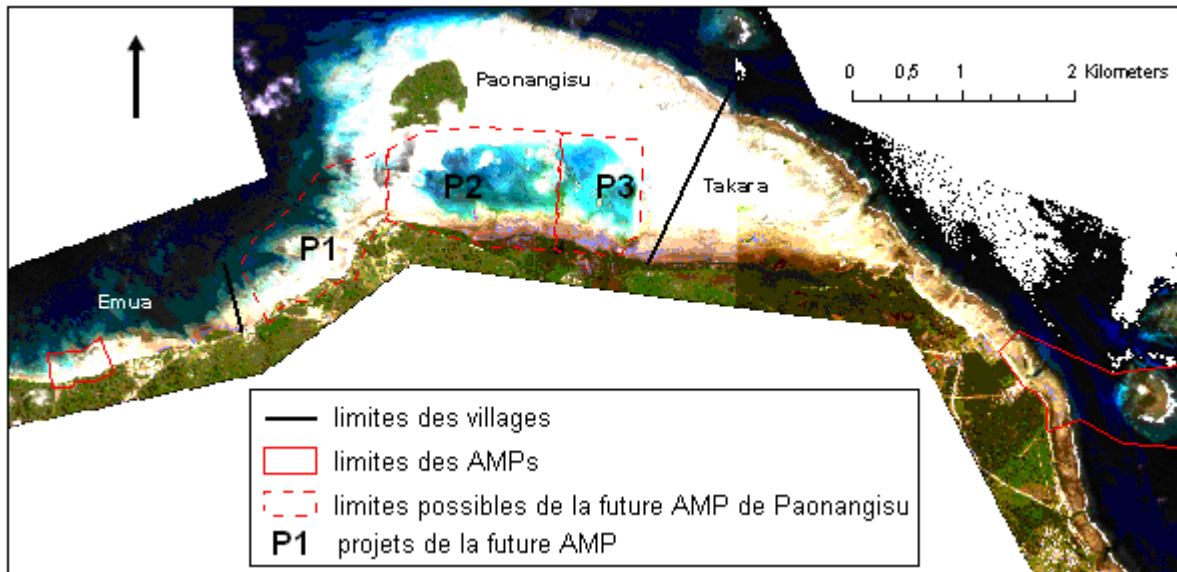 Paonangisu
0 0,5 1 2 Kilometers
P2
P3
Takara
P1
Emua
limites des villages
limites des AMPs
limites possibles de la future AMP de Paonangisu
P1 projets de la future AMP